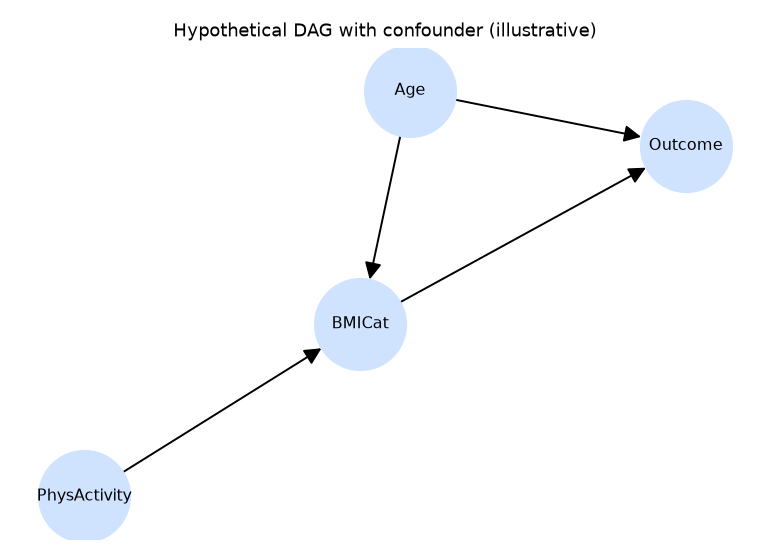 Hypothetical DAG with confounder (illustrative)
Age
Outcome
BMICat
PhysActivity